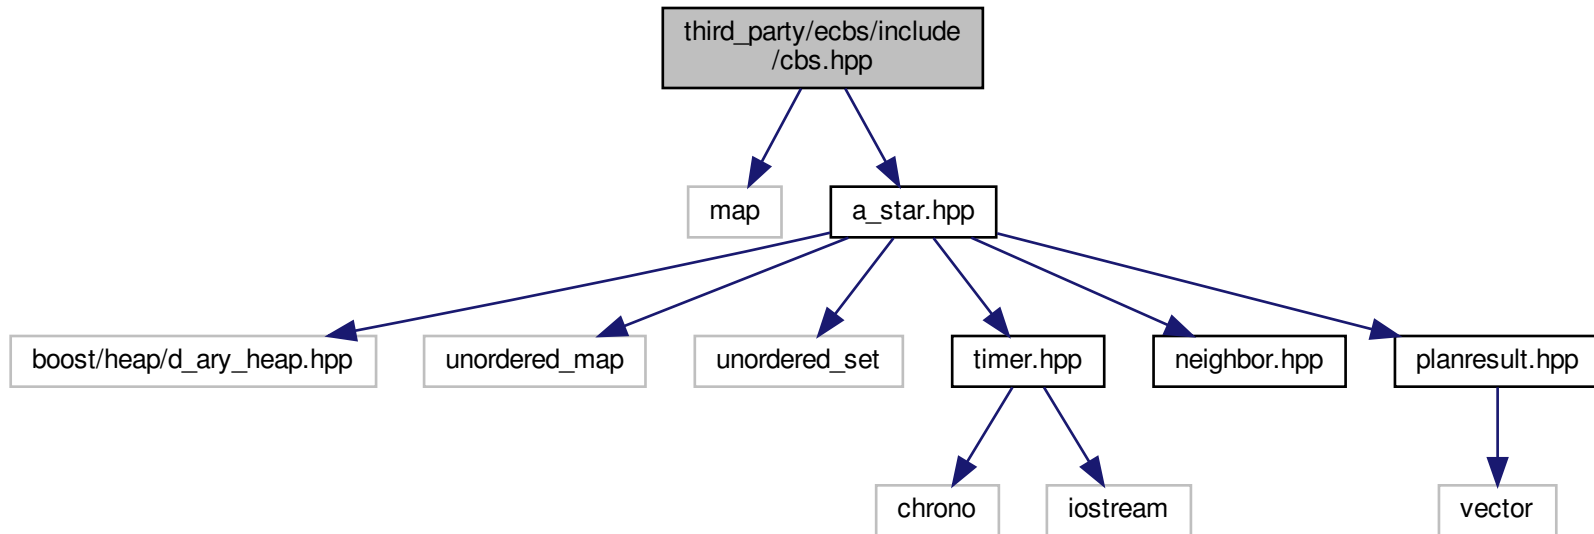 third_party/ecbs/include
/cbs.hpp
map
a_star.hpp
boost/heap/d_ary_heap.hpp
unordered_map
unordered_set
timer.hpp
neighbor.hpp
planresult.hpp
chrono
iostream
vector